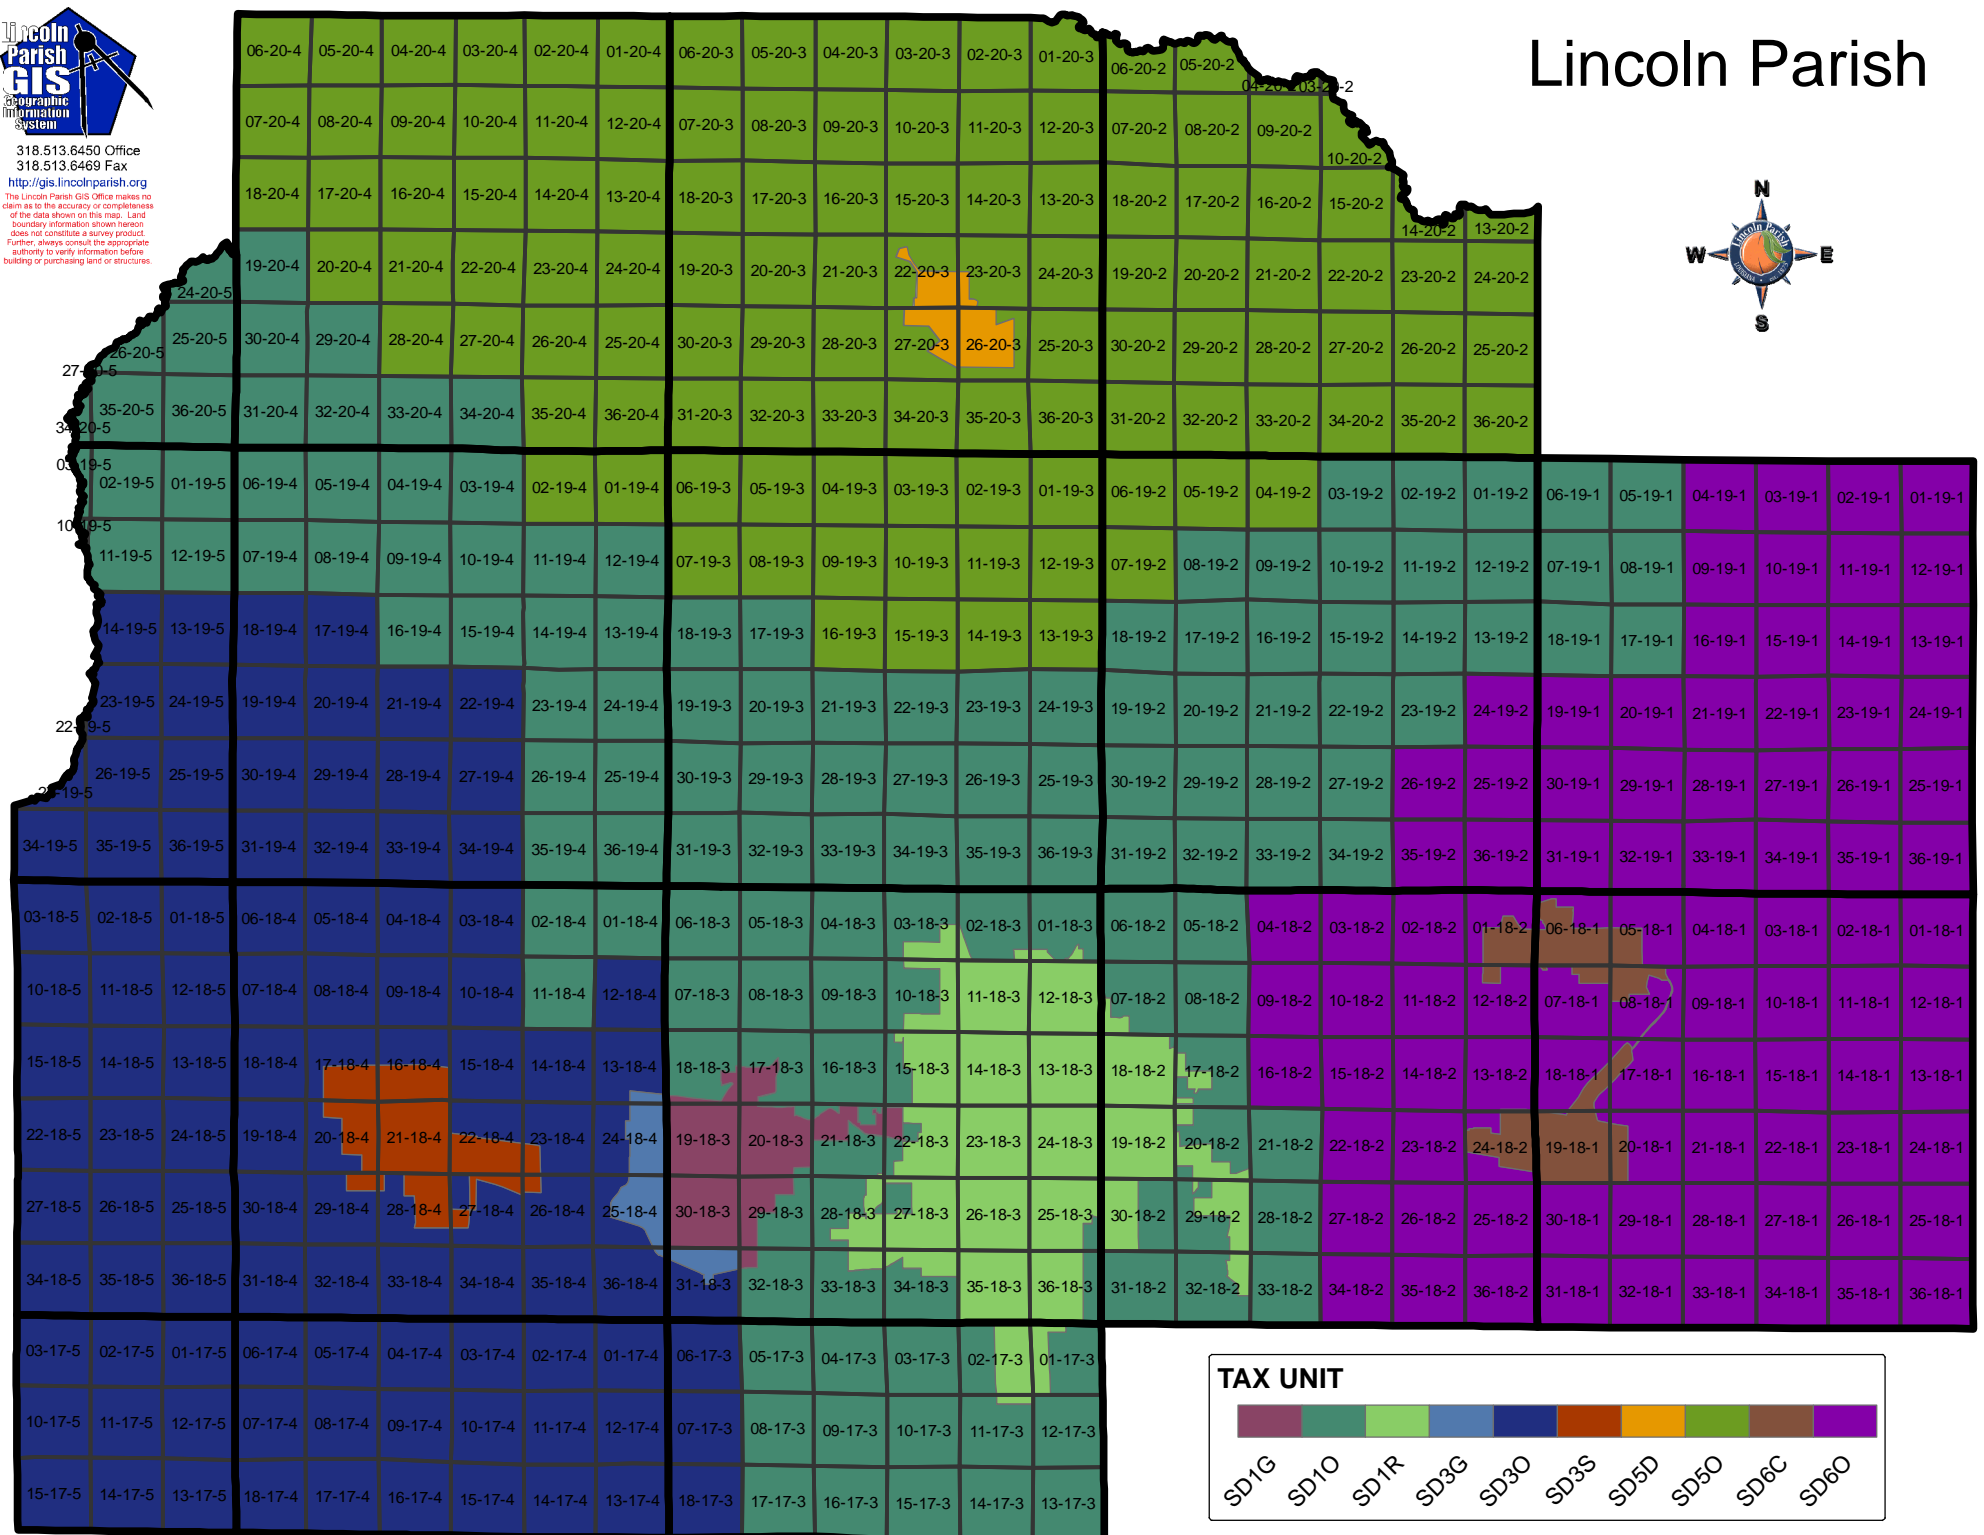 Lincoln Parish
Lincoln
Parish
GIS
Geographic
Information
System
318.513.6450 Office
318.513.6469 Fax
http://gis.lincolnparish.org
The Lincoln Parish GIS Office makes no
claim as to the accuracy or completeness
of the data shown on this map. Land
boundary information shown hereon
does not constitute a survey product.
Further, always consult the appropriate
authority to verify information before
building or purchasing land or structures.
N
W E
S
Lincoln Parish
06-20-4 05-20-4 04-20-4 03-20-4 02-20-4 01-20-4 06-20-3 05-20-3 04-20-3 03-20-3 02-20-3 01-20-3 06-20-2 05-20-2 04-20-2 03-20-2
07-20-4 08-20-4 09-20-4 10-20-4 11-20-4 12-20-4 07-20-3 08-20-3 09-20-3 10-20-3 11-20-3 12-20-3 07-20-2 08-20-2 09-20-2 10-20-2
18-20-4 17-20-4 16-20-4 15-20-4 14-20-4 13-20-4 18-20-3 17-20-3 16-20-3 15-20-3 14-20-3 13-20-3 18-20-2 17-20-2 16-20-2 15-20-2 14-20-2 13-20-2
24-20-5 19-20-4 20-20-4 21-20-4 22-20-4 23-20-4 24-20-4 19-20-3 20-20-3 21-20-3 22-20-3 23-20-3 24-20-3 19-20-2 20-20-2 21-20-2 22-20-2 23-20-2 24-20-2
27-20-5 26-20-5 25-20-5 30-20-4 29-20-4 28-20-4 27-20-4 26-20-4 25-20-4 30-20-3 29-20-3 28-20-3 27-20-3 26-20-3 25-20-3 30-20-2 29-20-2 28-20-2 27-20-2 26-20-2 25-20-2
34-20-5 35-20-5 36-20-5 31-20-4 32-20-4 33-20-4 34-20-4 35-20-4 36-20-4 31-20-3 32-20-3 33-20-3 34-20-3 35-20-3 36-20-3 31-20-2 32-20-2 33-20-2 34-20-2 35-20-2 36-20-2
03-19-5 02-19-5 01-19-5 06-19-4 05-19-4 04-19-4 03-19-4 02-19-4 01-19-4 06-19-3 05-19-3 04-19-3 03-19-3 02-19-3 01-19-3 06-19-2 05-19-2 04-19-2 03-19-2 02-19-2 01-19-2 06-19-1 05-19-1 04-19-1 03-19-1 02-19-1 01-19-1
10-19-5 11-19-5 12-19-5 07-19-4 08-19-4 09-19-4 10-19-4 11-19-4 12-19-4 07-19-3 08-19-3 09-19-3 10-19-3 11-19-3 12-19-3 07-19-2 08-19-2 09-19-2 10-19-2 11-19-2 12-19-2 07-19-1 08-19-1 09-19-1 10-19-1 11-19-1 12-19-1
14-19-5 13-19-5 18-19-4 17-19-4 16-19-4 15-19-4 14-19-4 13-19-4 18-19-3 17-19-3 16-19-3 15-19-3 14-19-3 13-19-3 18-19-2 17-19-2 16-19-2 15-19-2 14-19-2 13-19-2 18-19-1 17-19-1 16-19-1 15-19-1 14-19-1 13-19-1
22-19-5 23-19-5 24-19-5 19-19-4 20-19-4 21-19-4 22-19-4 23-19-4 24-19-4 19-19-3 20-19-3 21-19-3 22-19-3 23-19-3 24-19-3 19-19-2 20-19-2 21-19-2 22-19-2 23-19-2 24-19-2 19-19-1 20-19-1 21-19-1 22-19-1 23-19-1 24-19-1
26-19-5 25-19-5 30-19-4 29-19-4 28-19-4 27-19-4 26-19-4 25-19-4 30-19-3 29-19-3 28-19-3 27-19-3 26-19-3 25-19-3 30-19-2 29-19-2 28-19-2 27-19-2 26-19-2 25-19-2 30-19-1 29-19-1 28-19-1 27-19-1 26-19-1 25-19-1
34-19-5 35-19-5 36-19-5 31-19-4 32-19-4 33-19-4 34-19-4 35-19-4 36-19-4 31-19-3 32-19-3 33-19-3 34-19-3 35-19-3 36-19-3 31-19-2 32-19-2 33-19-2 34-19-2 35-19-2 36-19-2 31-19-1 32-19-1 33-19-1 34-19-1 35-19-1 36-19-1
03-18-5 02-18-5 01-18-5 06-18-4 05-18-4 04-18-4 03-18-4 02-18-4 01-18-4 06-18-3 05-18-3 04-18-3 03-18-3 02-18-3 01-18-3 06-18-2 05-18-2 04-18-2 03-18-2 02-18-2 01-18-2 06-18-1 05-18-1 04-18-1 03-18-1 02-18-1 01-18-1
10-18-5 11-18-5 12-18-5 07-18-4 08-18-4 09-18-4 10-18-4 11-18-4 12-18-4 07-18-3 08-18-3 09-18-3 10-18-3 11-18-3 12-18-3 07-18-2 08-18-2 09-18-2 10-18-2 11-18-2 12-18-2 07-18-1 08-18-1 09-18-1 10-18-1 11-18-1 12-18-1
15-18-5 14-18-5 13-18-5 18-18-4 17-18-4 16-18-4 15-18-4 14-18-4 13-18-4 18-18-3 17-18-3 16-18-3 15-18-3 14-18-3 13-18-3 18-18-2 17-18-2 16-18-2 15-18-2 14-18-2 13-18-2 18-18-1 17-18-1 16-18-1 15-18-1 14-18-1 13-18-1
22-18-5 23-18-5 24-18-5 19-18-4 20-18-4 21-18-4 22-18-4 23-18-4 24-18-4 19-18-3 20-18-3 21-18-3 22-18-3 23-18-3 24-18-3 19-18-2 20-18-2 21-18-2 22-18-2 23-18-2 24-18-2 19-18-1 20-18-1 21-18-1 22-18-1 23-18-1 24-18-1
27-18-5 26-18-5 25-18-5 30-18-4 29-18-4 28-18-4 27-18-4 26-18-4 25-18-4 30-18-3 29-18-3 28-18-3 27-18-3 26-18-3 25-18-3 30-18-2 29-18-2 28-18-2 27-18-2 26-18-2 25-18-2 30-18-1 29-18-1 28-18-1 27-18-1 26-18-1 25-18-1
34-18-5 35-18-5 36-18-5 31-18-4 32-18-4 33-18-4 34-18-4 35-18-4 36-18-4 31-18-3 32-18-3 33-18-3 34-18-3 35-18-3 36-18-3 31-18-2 32-18-2 33-18-2 34-18-2 35-18-2 36-18-2 31-18-1 32-18-1 33-18-1 34-18-1 35-18-1 36-18-1
03-17-5 02-17-5 01-17-5 06-17-4 05-17-4 04-17-4 03-17-4 02-17-4 01-17-4 06-17-3 05-17-3 04-17-3 03-17-3 02-17-3 01-17-3
10-17-5 11-17-5 12-17-5 07-17-4 08-17-4 09-17-4 10-17-4 11-17-4 12-17-4 07-17-3 08-17-3 09-17-3 10-17-3 11-17-3 12-17-3
15-17-5 14-17-5 13-17-5 18-17-4 17-17-4 16-17-4 15-17-4 14-17-4 13-17-4 18-17-3 17-17-3 16-17-3 15-17-3 14-17-3 13-17-3
TAX UNIT
SD1G SD1O SD1R SD3G SD3O SD3S SD5D SD5O SD6C SD6O